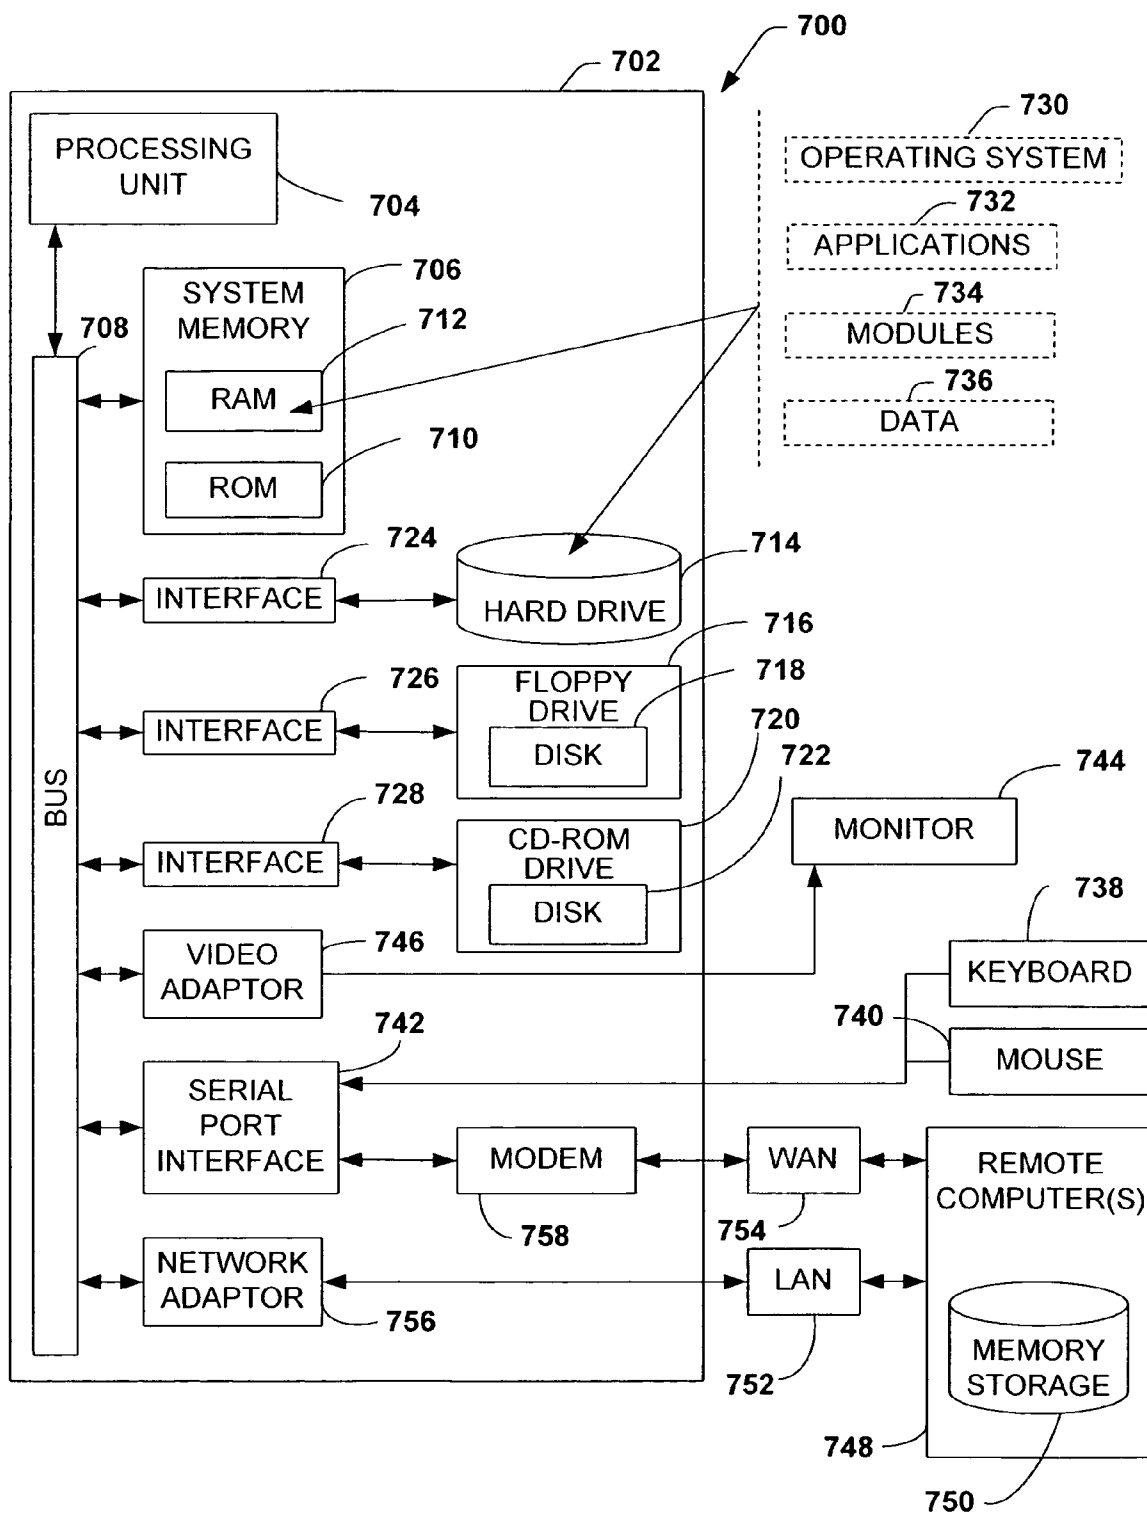 700
702
730
PROCESSING
UNIT
704
OPERATING SYSTEM
732
APPLICATIONS
706
SYSTEM
MEMORY
712
734
MODULES
708
RAM
736
DATA
710
ROM
724
INTERFACE
714
HARD DRIVE
716
726
INTERFACE
FLOPPY
DRIVE
718
DISK
720
722
BUS
728
INTERFACE
CD-ROM
DRIVE
DISK
744
MONITOR
738
KEYBOARD
746
VIDEO
ADAPTOR
740
MOUSE
742
SERIAL
PORT
INTERFACE
MODEM
758
WAN
754
REMOTE
COMPUTER(S)
NETWORK
ADAPTOR
756
LAN
752
MEMORY
STORAGE
748
750